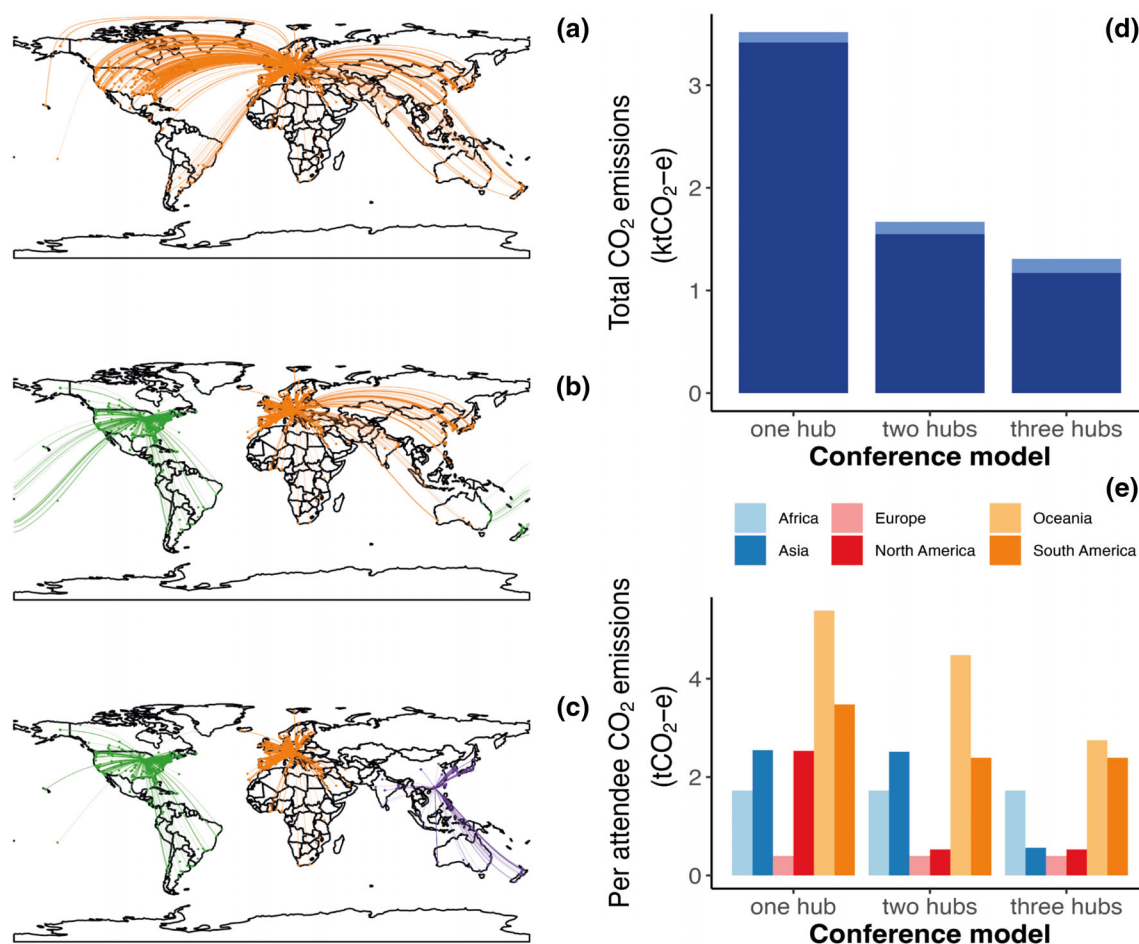 (a)
(b)
(c)
(d)
Total CO₂ emissions
(ktCO₂−e)
3
2
1
0
one hub
two hubs
three hubs
Conference model
(e)
Africa
Europe
Oceania
Asia
North America
South America
Per attendee CO₂ emissions
(tCO₂−e)
4
2
0
one hub
two hubs
three hubs
Conference model